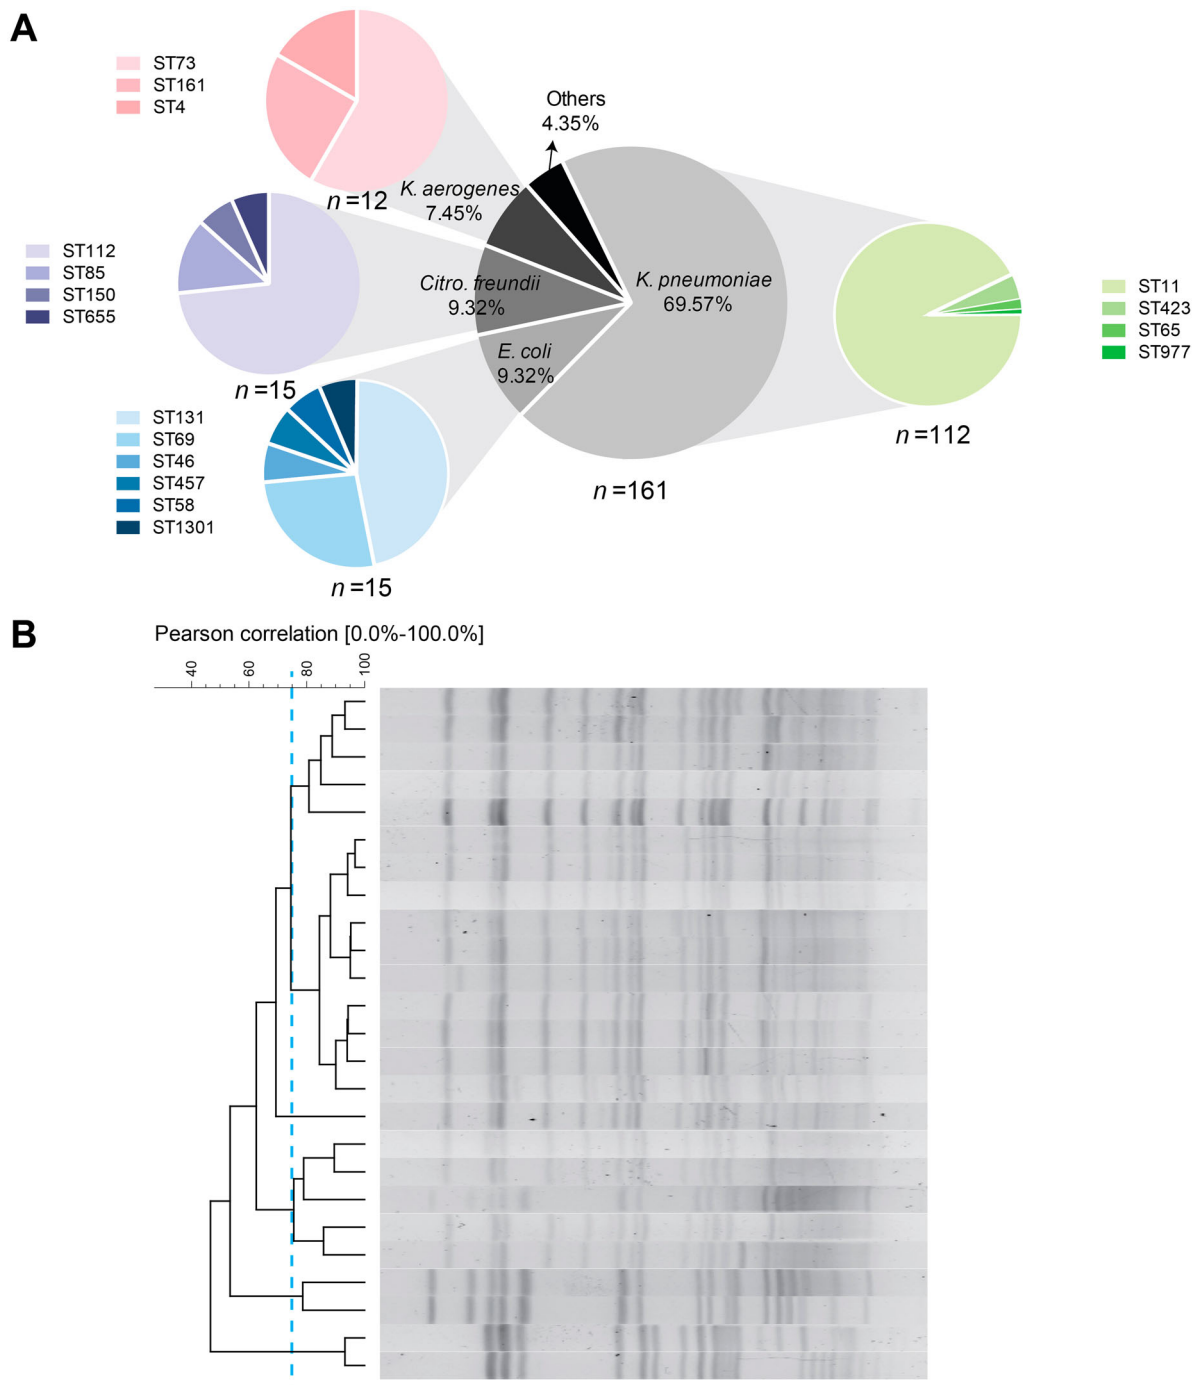 A
ST73
ST161
ST4
n=12
Others
4.35%
K. aerogenes
7.45%
ST112
ST85
ST150
ST655
n=15
Citro. freundii
9.32%
K. pneumoniae
69.57%
E. coli
9.32%
ST11
ST423
ST65
ST977
n=112
ST131
ST69
ST46
ST457
ST58
ST1301
n=15
n=161
B
Pearson correlation [0.0%-100.0%]
40
60
80
100